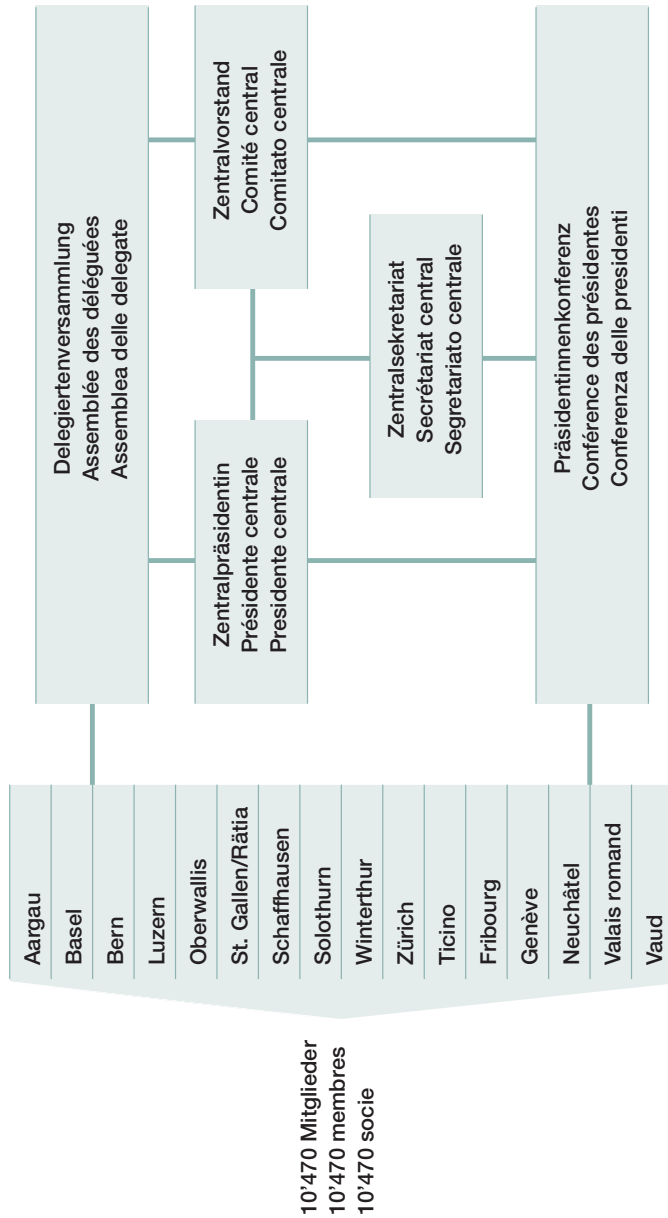 10’470 Mitglieder
10’470 membres
10’470 socie
Aargau
Basel
Bern
Luzern
Oberwallis
St. Gallen/Rätia
Schaffhausen
Solothurn
Winterthur
Zürich
Ticino
Fribourg
Genève
Neuchâtel
Valais romand
Vaud
Delegiertenversammlung
Assemblée des déléguées
Assemblea delle delegate
Zentralpräsidentin
Présidente centrale
Presidente centrale
Zentralvorstand
Comité central
Comitato centrale
Zentralsekretariat
Secrétariat central
Segretariato centrale
Präsidentinnenkonferenz
Conférence des présidentes
Conferenza delle presidenti